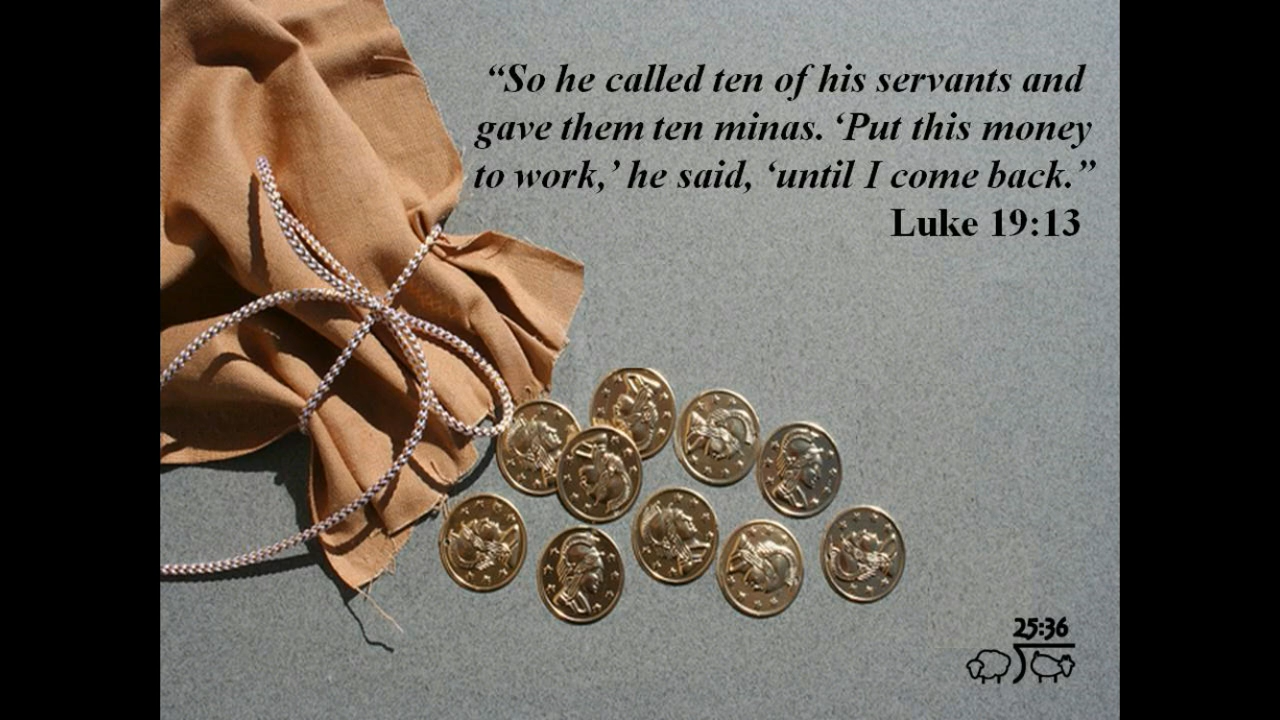 “So he called ten of his servants and
gave them ten minas. ‘Put this money
to work,’ he said, ‘until I come back.”
Luke 19:13
25:36